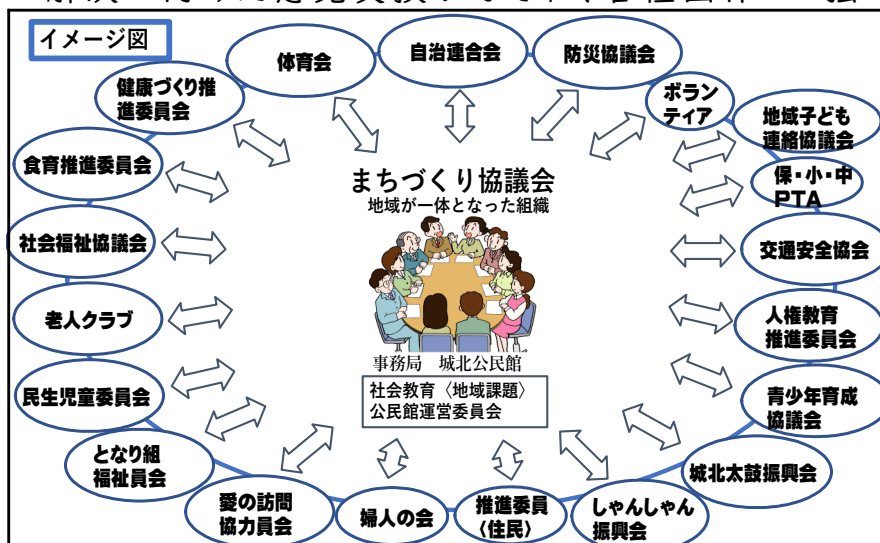 イメージ図
体育会
自治連合会
防災協議会
ボラン
ティア
地域子ども
連絡協議会
保・小・中
PTA
交通安全協会
人権教育
推進委員会
青少年育成
協議会
城北太鼓振興会
しゃんしゃん
振興会
推進委員
〈住民〉
婦人の会
愛の訪問
協力員会
となり組
福祉員会
民生児童委員会
老人クラブ
社会福祉協議会
食育推進委員会
健康づくり推
進委員会
まちづくり協議会
地域が一体となった組織
事務局　城北公民館
社会教育〈地域課題〉
公民館運営委員会